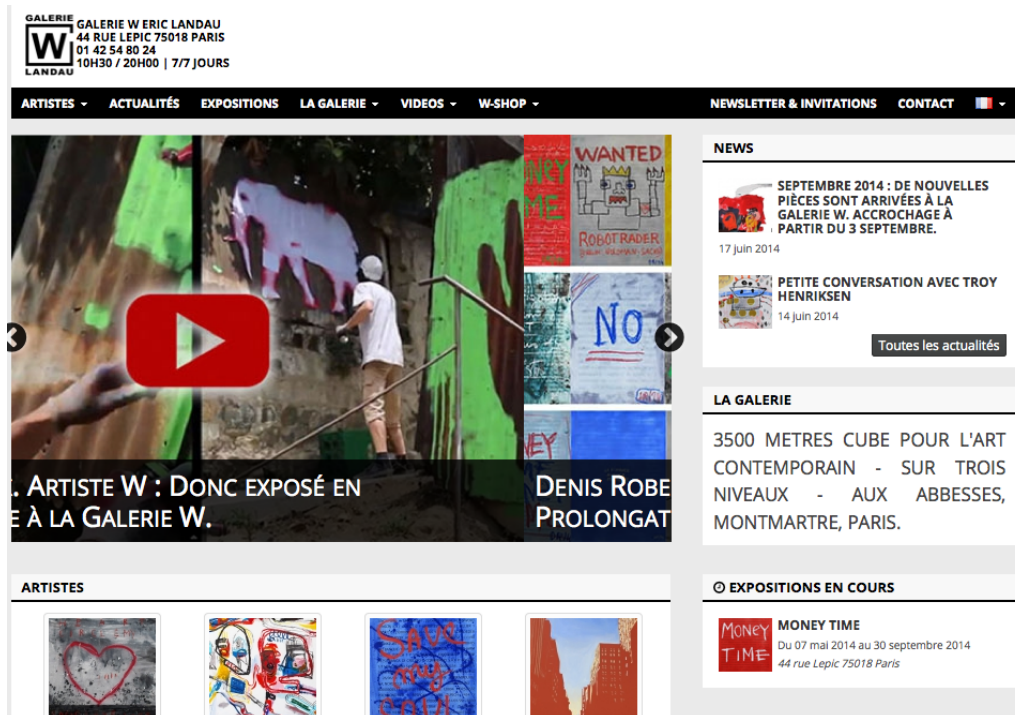 GALERIE
W
LANDAU
GALERIE W ERIC LANDAU
44 RUE LEPIC 75018 PARIS
01 42 54 80 24
10H30 / 20H00 | 7/7 JOURS
ARTISTES ACTUALITÉS EXPOSITIONS LA GALERIE VIDEOS W-SHOP NEWSLETTER & INVITATIONS CONTACT
WANTED
ROBOTRADER
NO
. ARTISTE W : DONC EXPOSÉ EN
E À LA GALERIE W.
DENIS ROBE
PROLONGAT
NEWS
SEPTEMBRE 2014 : DE NOUVELLES
PIÈCES SONT ARRIVÉES À LA
GALERIE W. ACCROCHAGE À
PARTIR DU 3 SEPTEMBRE.
17 juin 2014
PETITE CONVERSATION AVEC TROY
HENRIKSEN
14 juin 2014
Toutes les actualités
LA GALERIE
3500 METRES CUBE POUR L'ART
CONTEMPORAIN - SUR TROIS
NIVEAUX - AUX ABBESSES,
MONTMARTRE, PARIS.
ARTISTES
SAVE
my
EXPOSITIONS EN COURS
MONEY
TIME
MONEY TIME
Du 07 mai 2014 au 30 septembre 2014
44 rue Lepic 75018 Paris